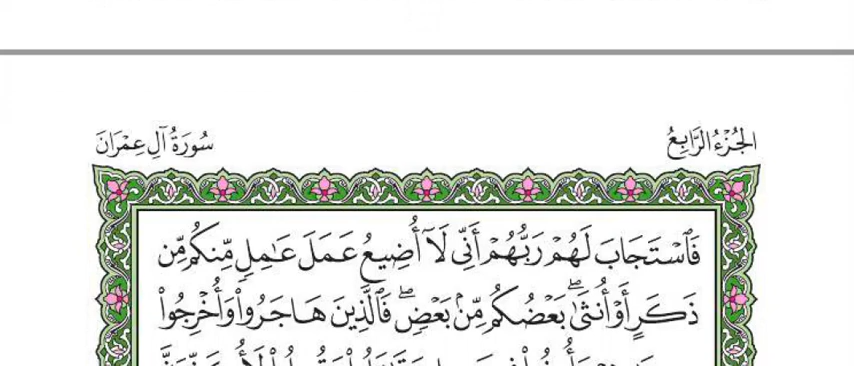 الجُزْءُ الرَّابِعُ
سُورَةُ آلِ عِمْرَانَ
فَٱسْتَجَابَ لَهُمْ رَبُّهُمْ أَنِّي لَآ أُضِيعُ عَمَلَ عَٰمِلٍ مِّنكُم مِّن
ذَكَرٍ أَوْ أُنثَىٰۖ بَعْضُكُم مِّنۢ بَعْضٖۖ فَٱلَّذِينَ هَاجَرُواْ وَأُخْرِجُواْ